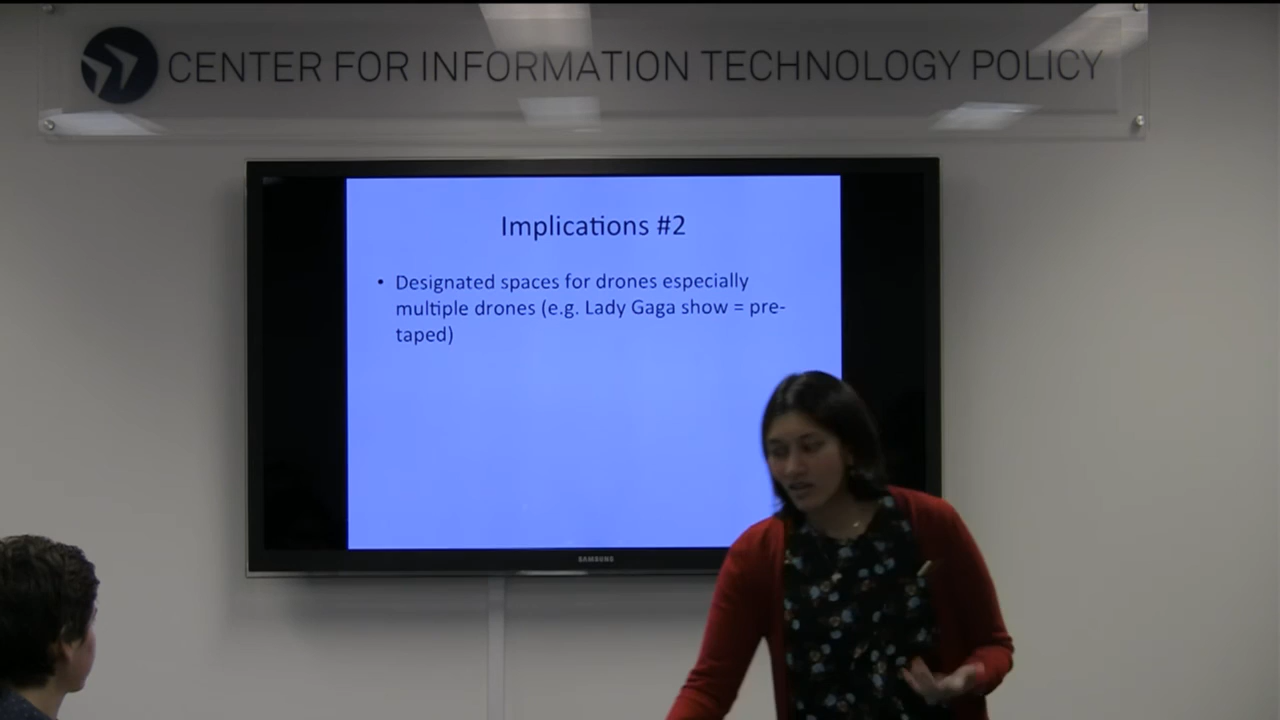 CENTER FOR INFORMATION TECHNOLOGY POLICY
Implications #2
• Designated spaces for drones especially
multiple drones (e.g. Lady Gaga show = pre-
taped)
SAMSUNG